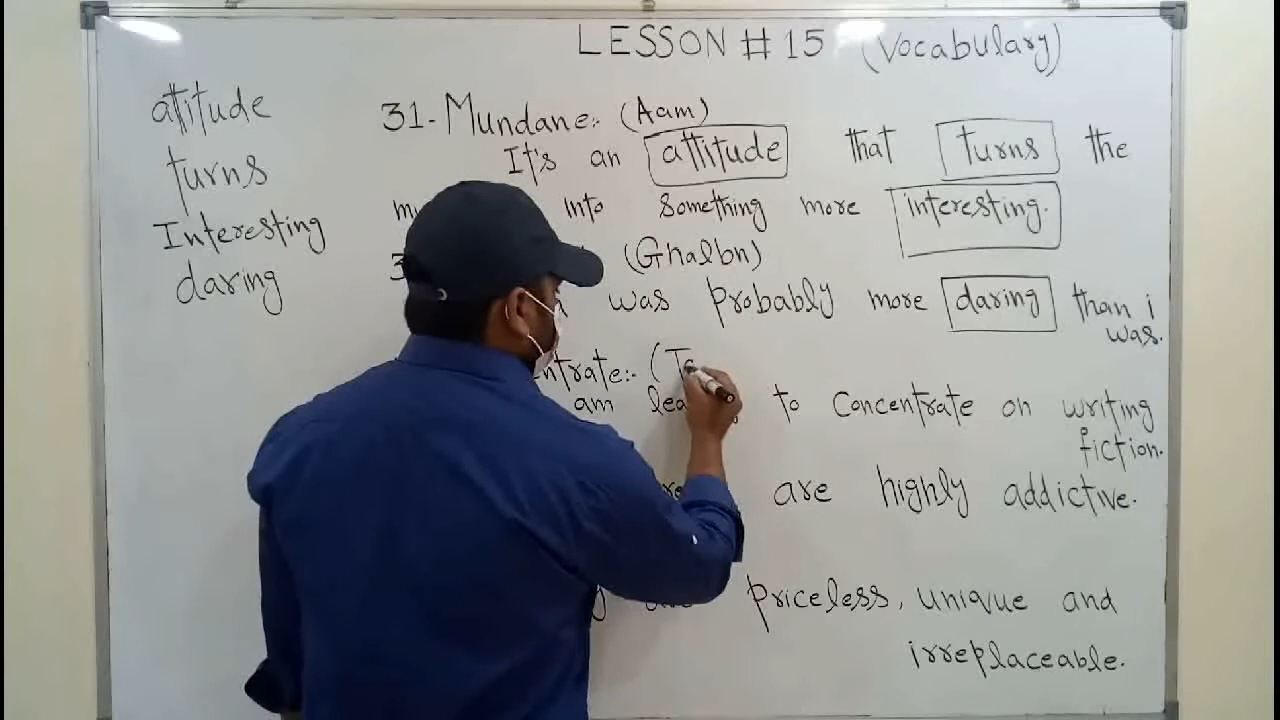 LESSON # 15 (Vocabulary)
attitude
turns
Interesting
daring
31- Mundane:- (Aam)
It's an attitude that turns the
into something more interesting.
(Ghalbn)
was probably more daring than i
was.
(T
am to Concentrate on writing
fiction.
are highly addictive.
priceless, unique and
irreplaceable.